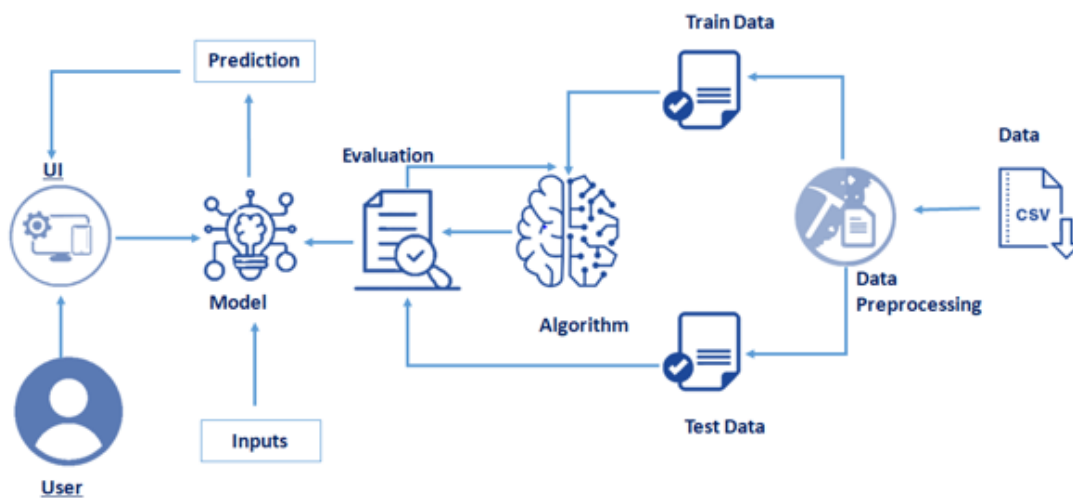 Train Data
Prediction
Data
Evaluation
UI
CSV
Model
Data
Preprocessing
Algorithm
Inputs
Test Data
User